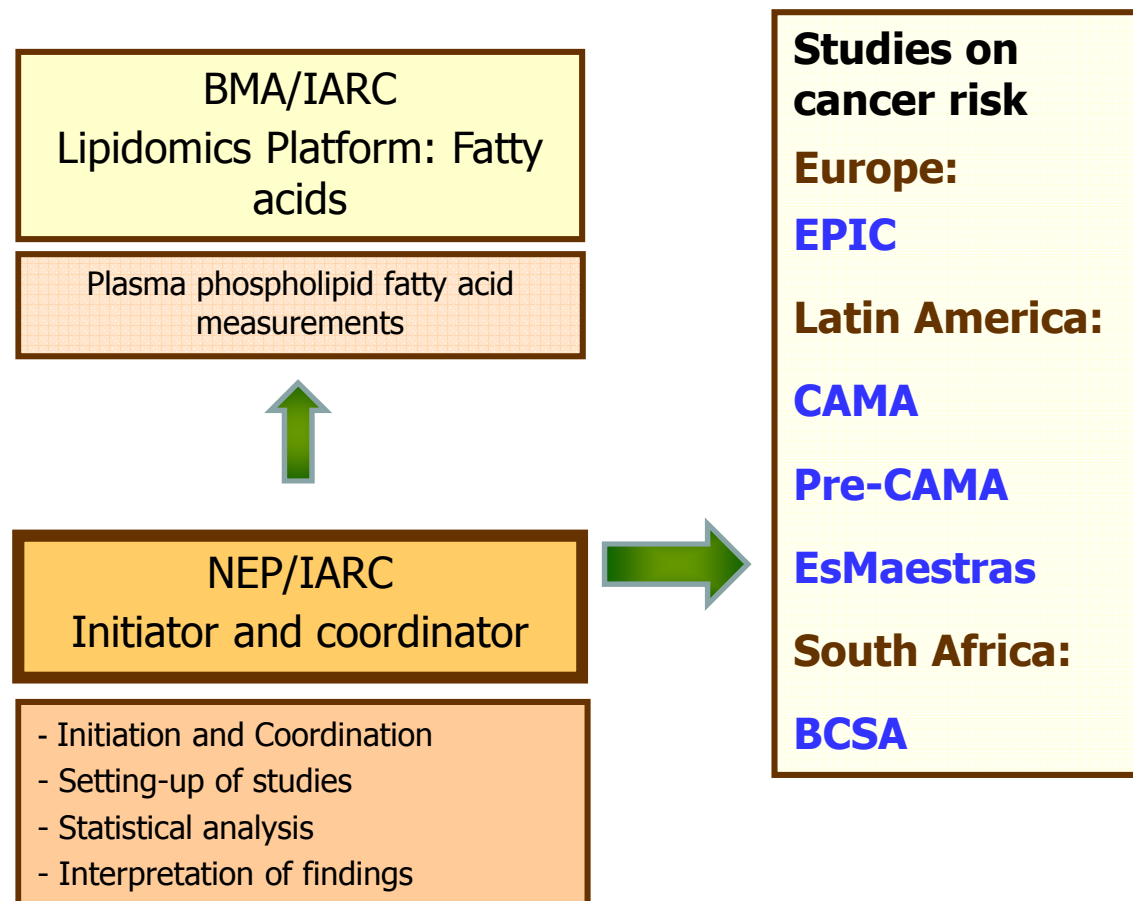 BMA/IARC
Lipidomics Platform: Fatty
acids
Plasma phospholipid fatty acid
measurements
NEP/IARC
Initiator and coordinator
- Initiation and Coordination
- Setting-up of studies
- Statistical analysis
- Interpretation of findings
Studies on
cancer risk
Europe:
EPIC
Latin America:
CAMA
Pre-CAMA
EsMaestras
South Africa:
BCSA